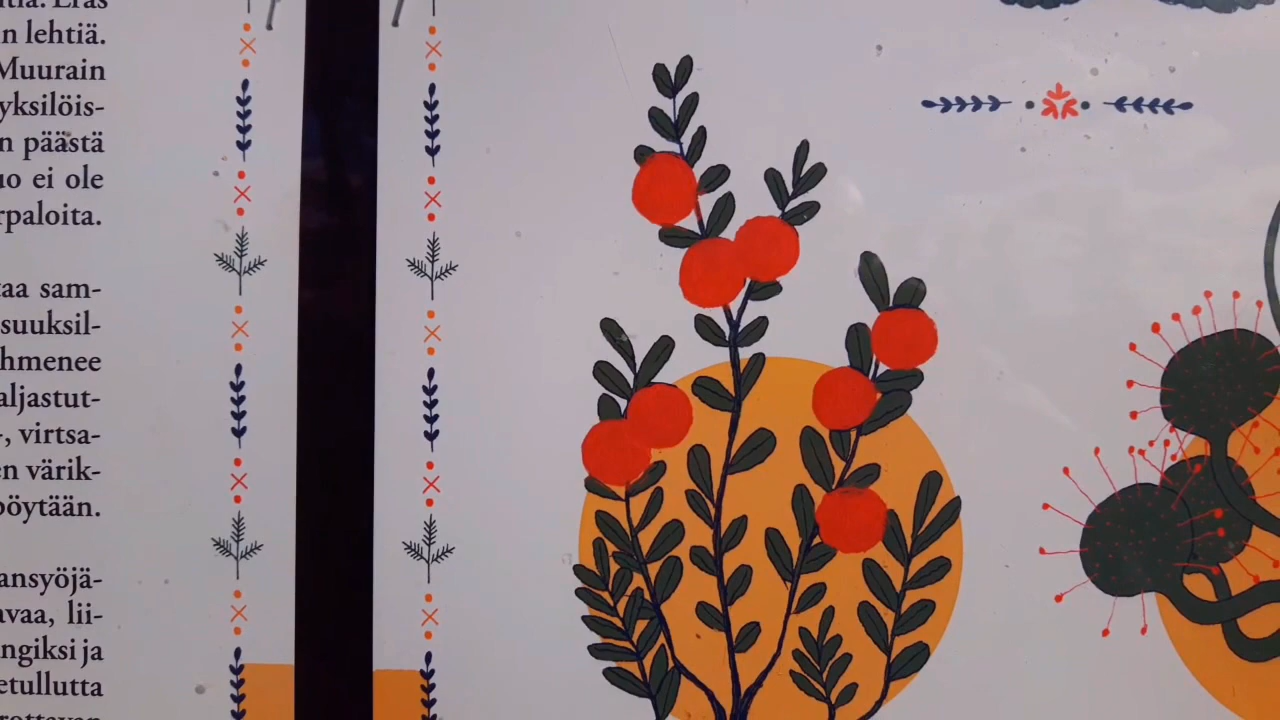 n lehtiä.
Muurain
yksilöis-
n päästä
uo ei ole
rpaloita.
taa sam-
suuksil-
hmenee
aljastut-
-, virtsa-
en värik-
pöytään.
ansyöjä-
avaa, lii-
ngiksi ja
etullutta